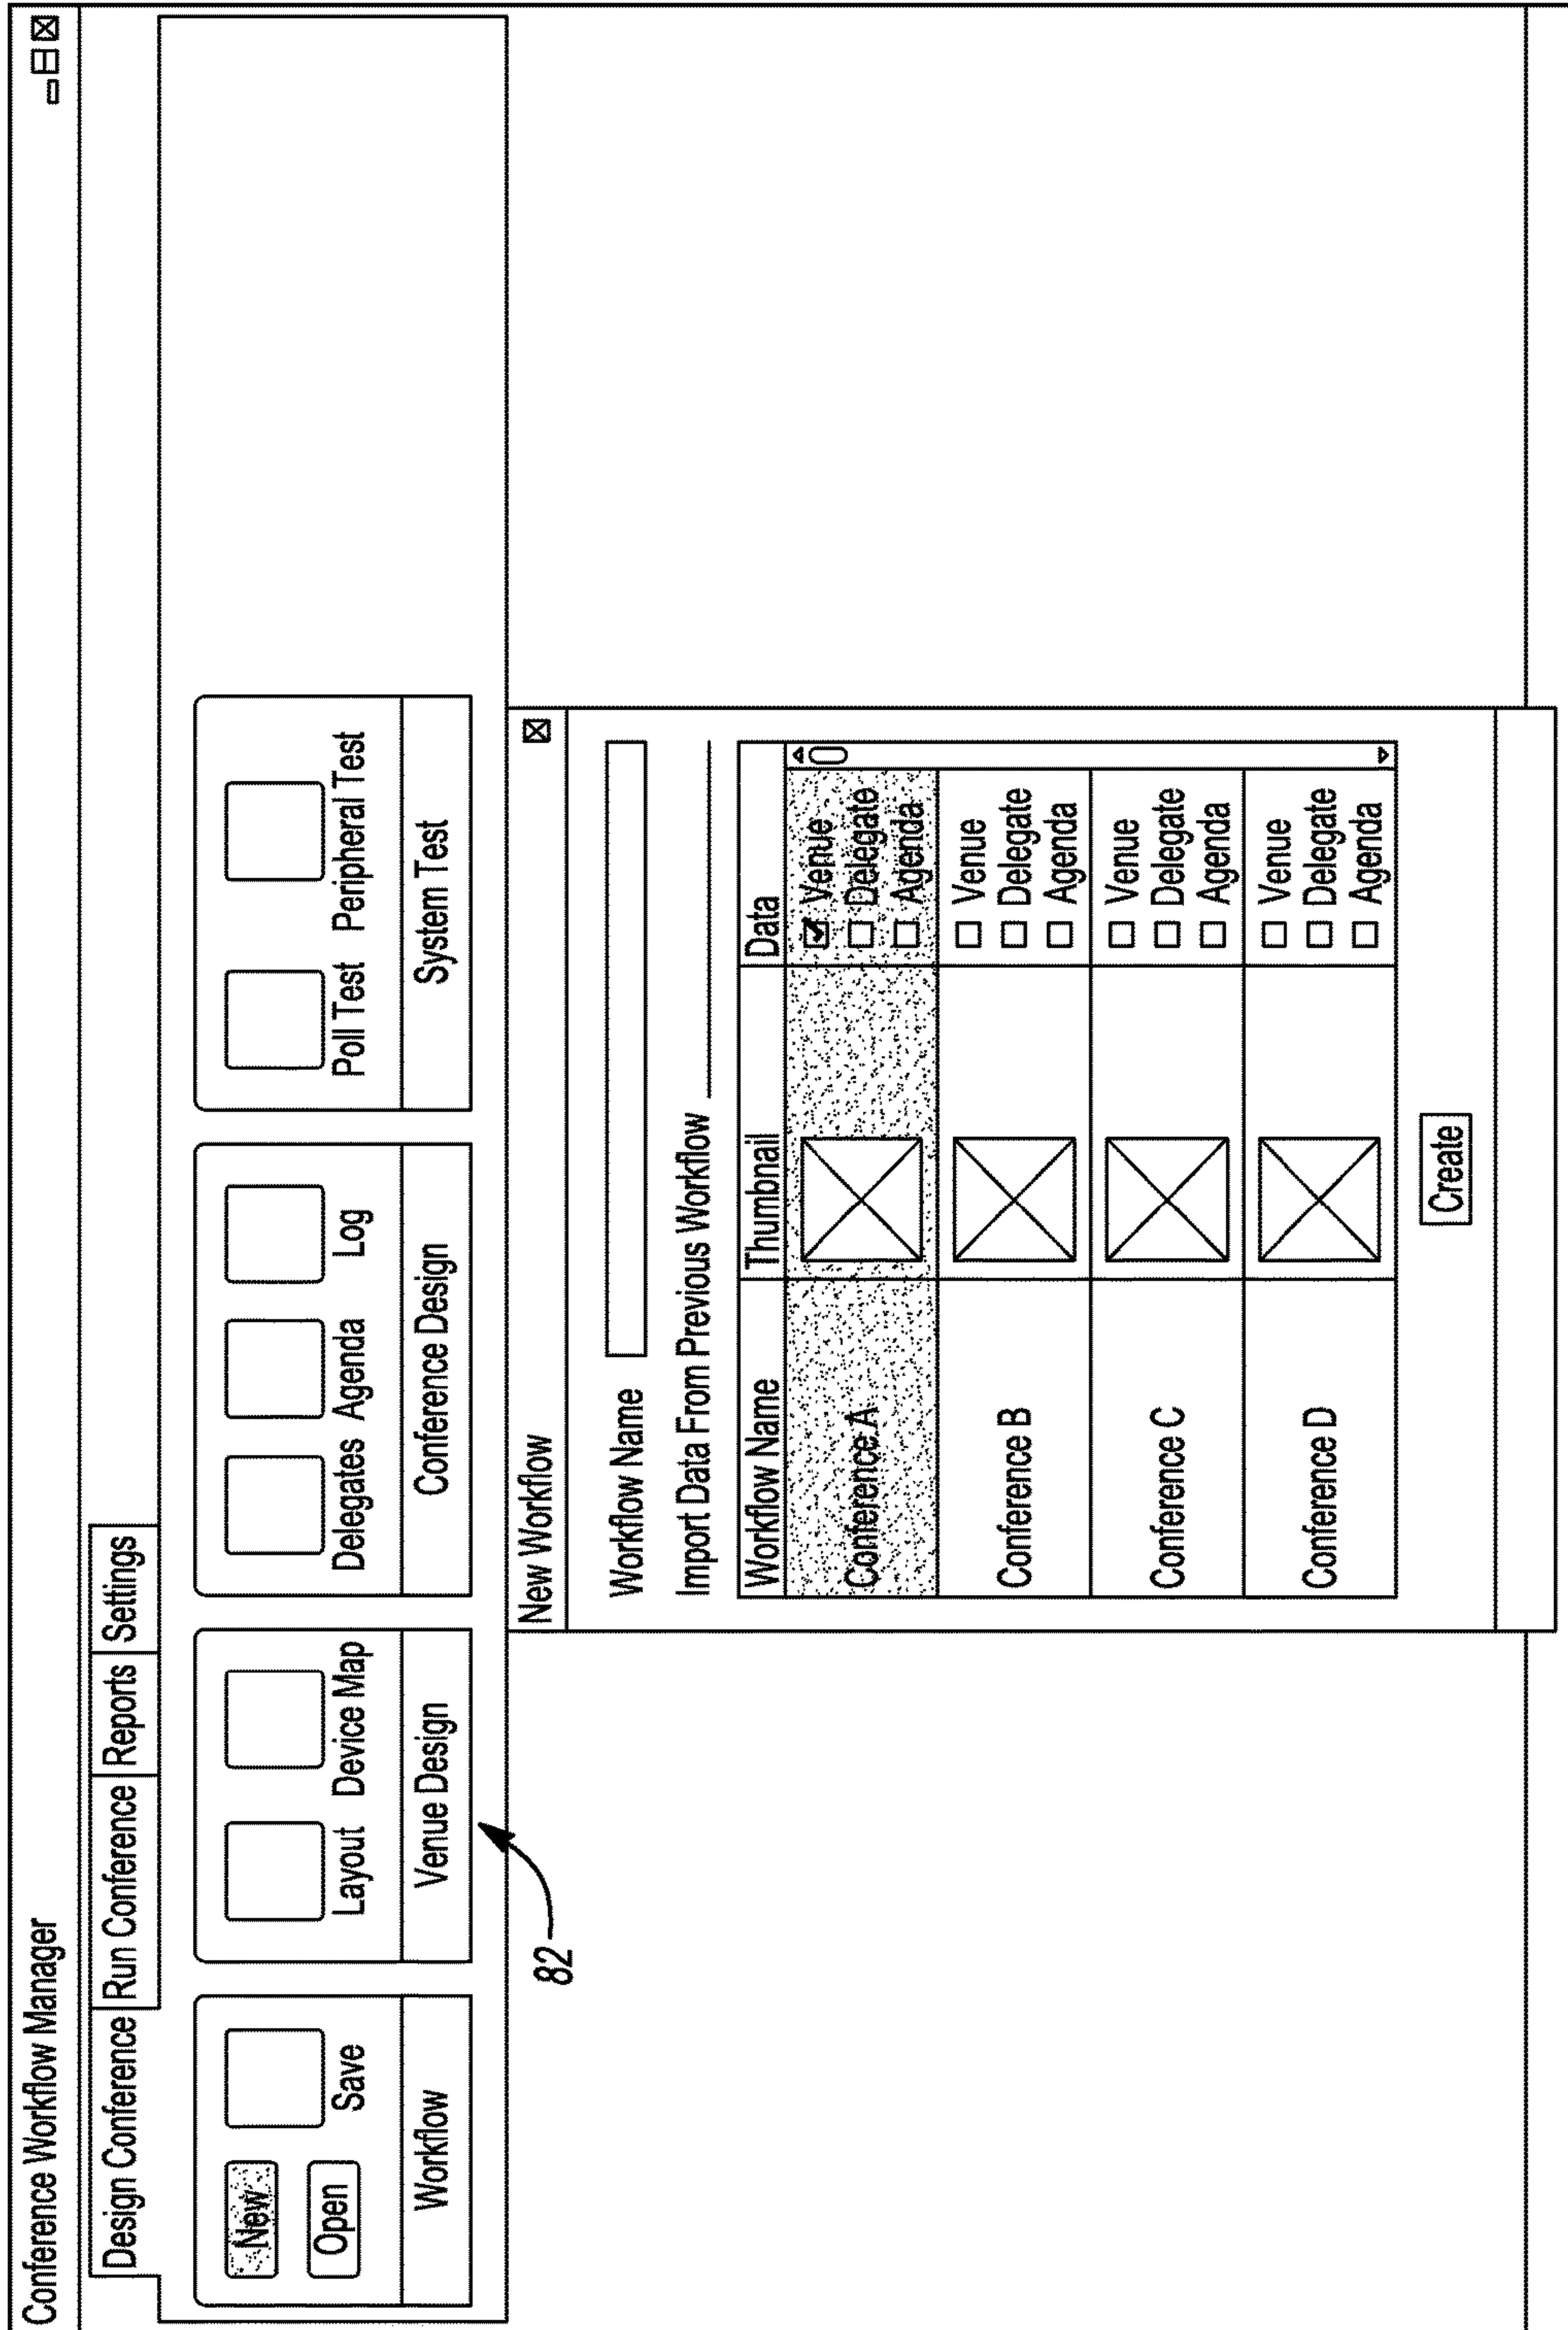 Conference Workflow Manager
Design Conference Run Conference Reports Settings
New Save Layout Device Map Delegates Agenda Log Poll Test Peripheral Test
Open
Workflow Venue Design Conference Design System Test
82
New Workflow
Workflow Name
Import Data From Previous Workflow
Workflow Name Thumbnail Data
Conference A Venue
Delegate
Agenda
Conference B Venue
Delegate
Agenda
Conference C Venue
Delegate
Agenda
Conference D Venue
Delegate
Agenda
Create